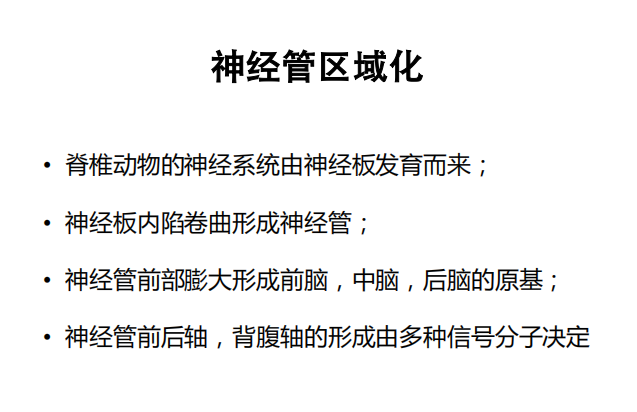 神经管区域化
• 脊椎动物的神经系统由神经板发育而来；
• 神经板内陷卷曲形成神经管；
• 神经管前部膨大形成前脑，中脑，后脑的原基；
• 神经管前后轴，背腹轴的形成由多种信号分子决定